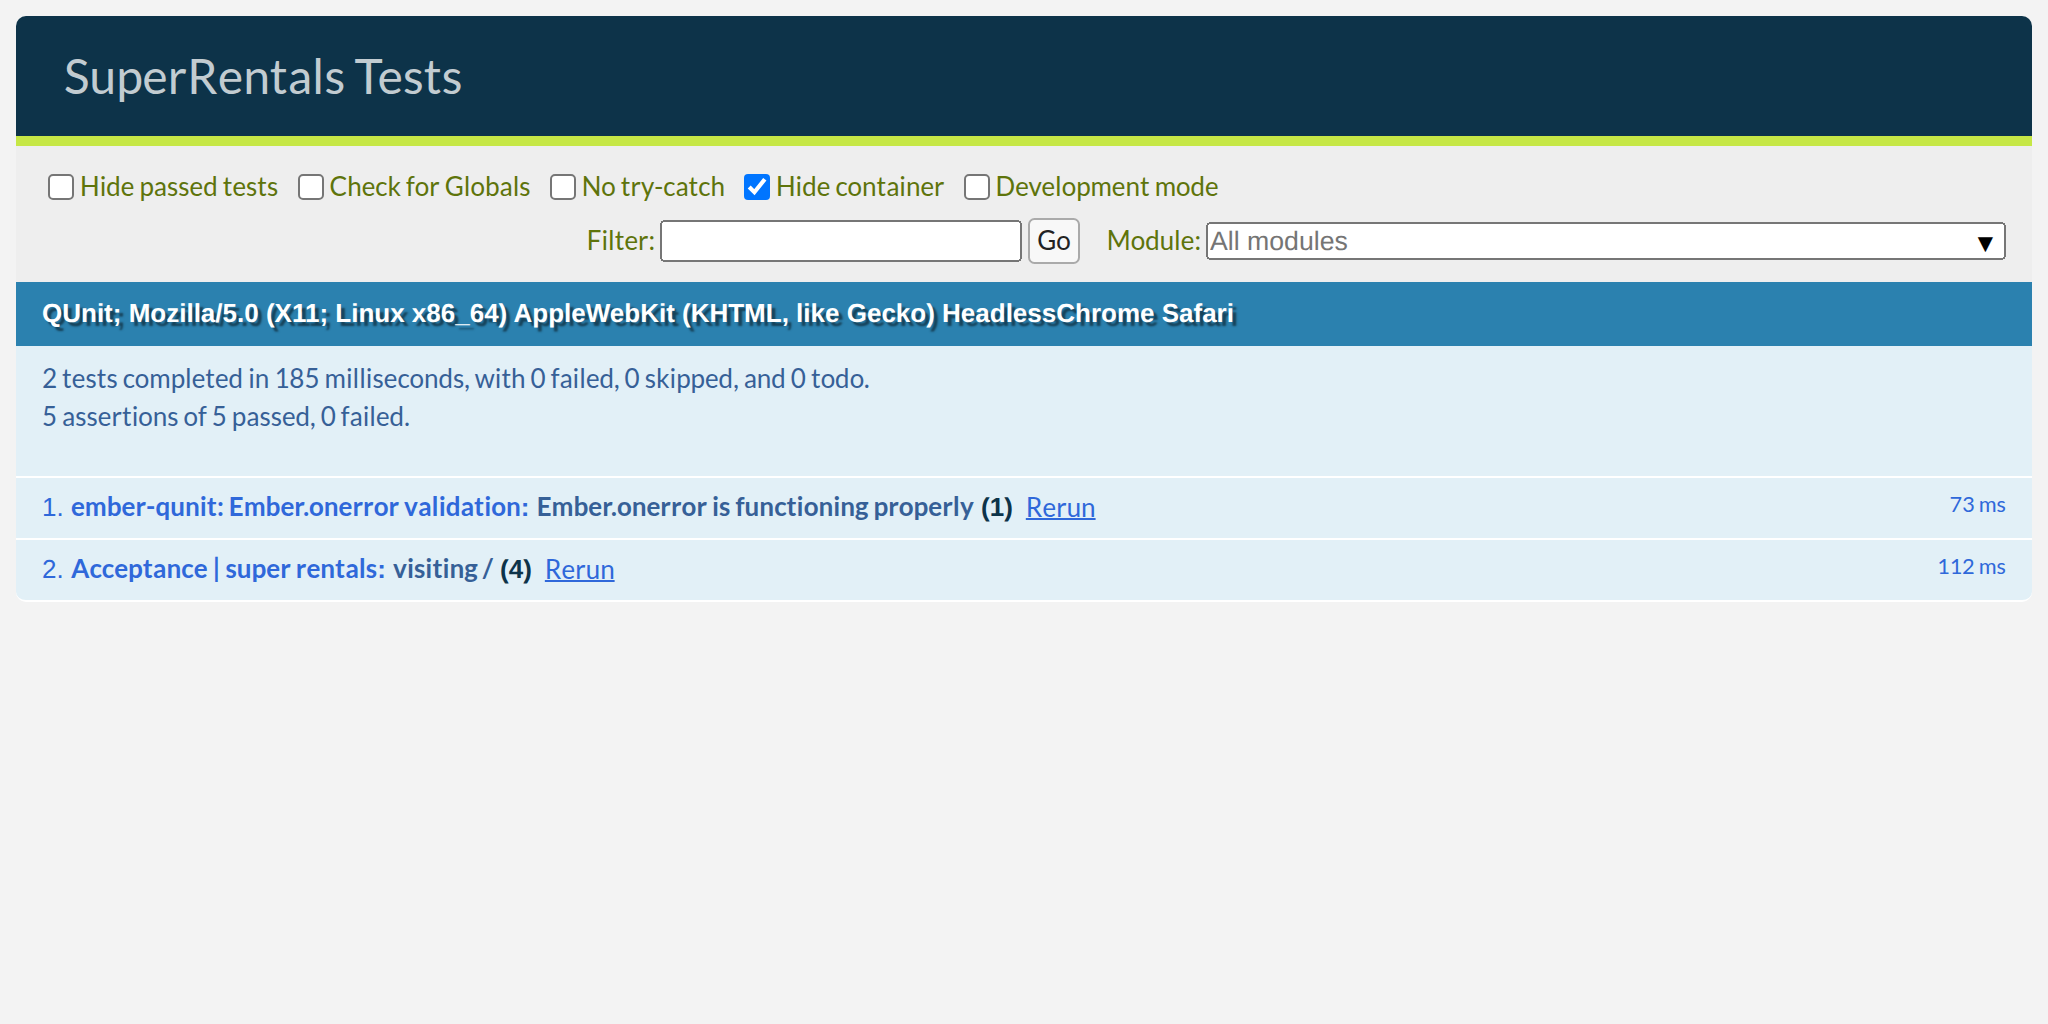 SuperRentals Tests
Hide passed tests Check for Globals No try-catch Hide container Development mode
Filter: Go Module: All modules ▼
QUnit; Mozilla/5.0 (X11; Linux x86_64) AppleWebKit (KHTML, like Gecko) HeadlessChrome Safari
2 tests completed in 185 milliseconds, with 0 failed, 0 skipped, and 0 todo.
5 assertions of 5 passed, 0 failed.
1. ember-qunit: Ember.onerror validation: Ember.onerror is functioning properly (1) Rerun 73 ms
2. Acceptance | super rentals: visiting / (4) Rerun 112 ms